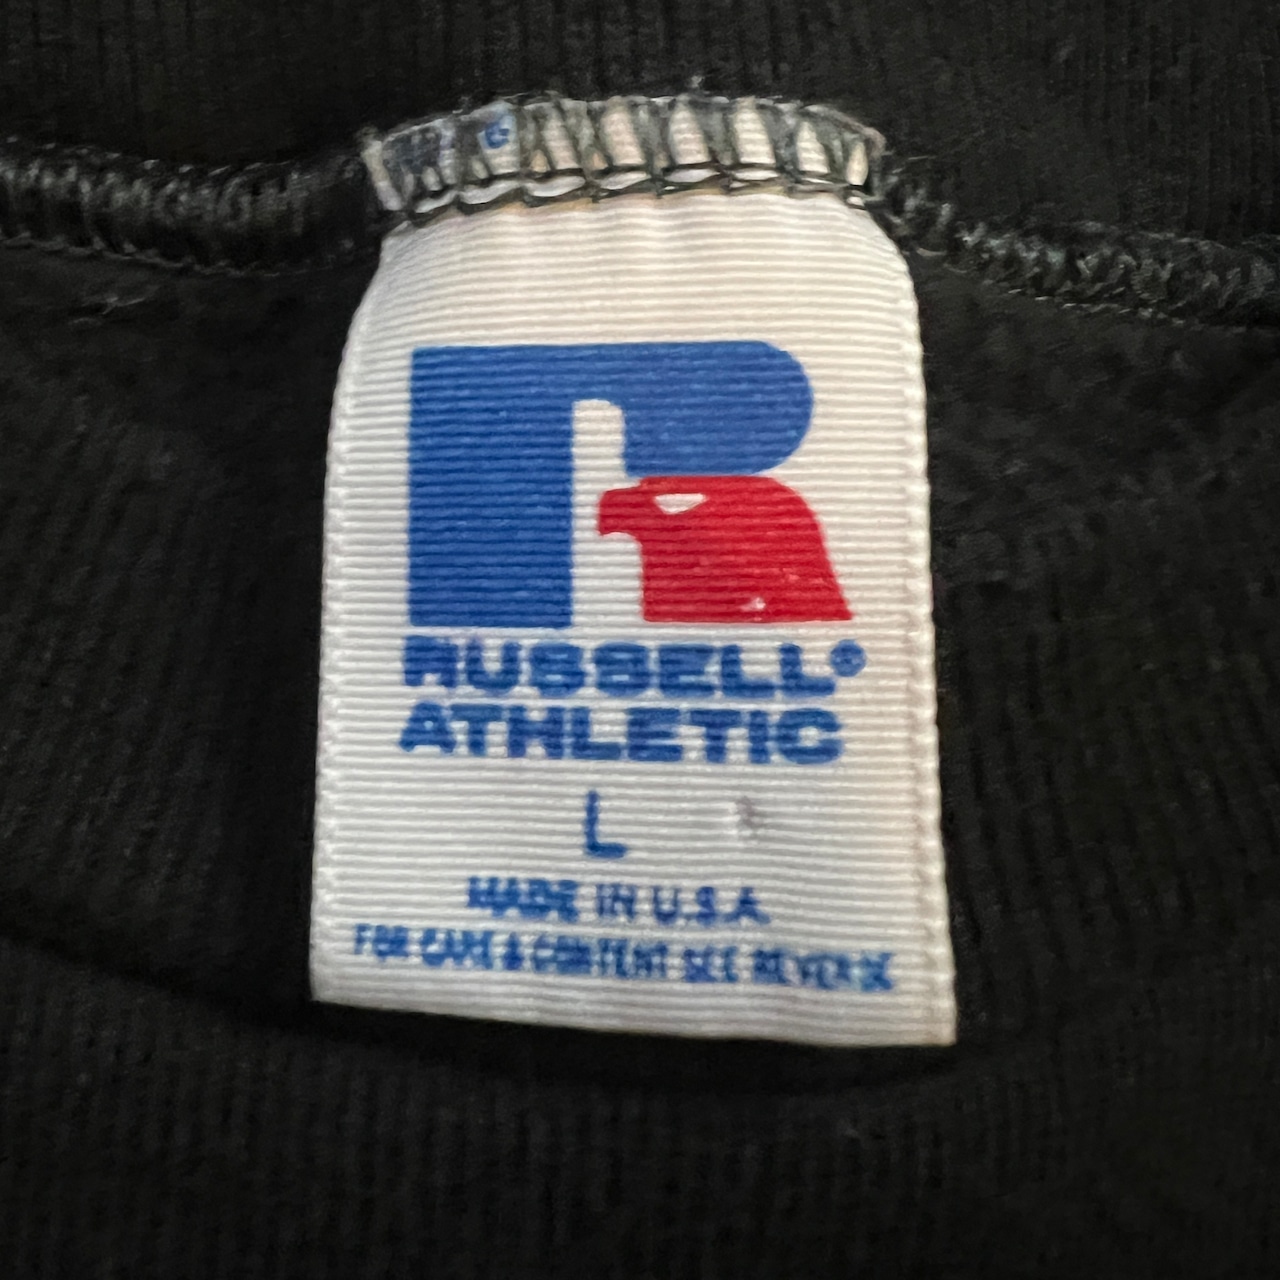 R
RUSSELL®
ATHLETIC
L
MADE IN U.S.A.
FOR CARE & CONTENT SEE REVERSE